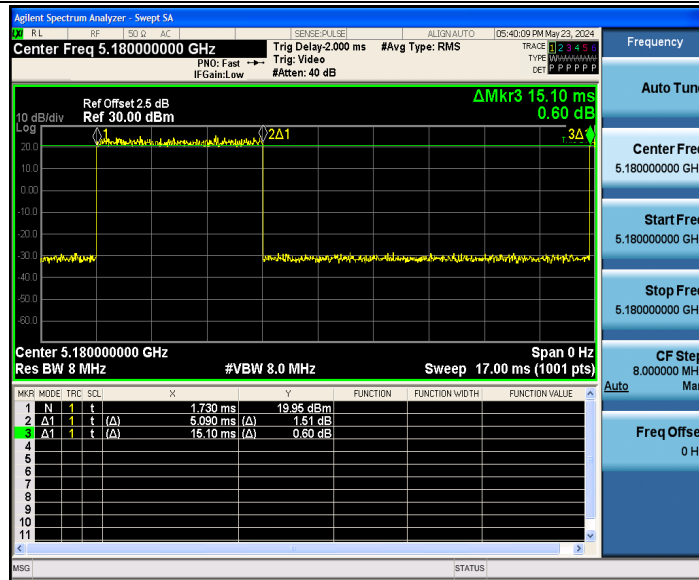 Agilent Spectrum Analyzer - Swept SA
RL RF 50 Ω AC SENSE:PULSE ALIGN AUTO 05:40:09 PM May 23, 2024
Center Freq 5.180000000 GHz
PNO: Fast
IFGain:Low
Trig Delay-2.000 ms
Trig: Video
#Atten: 40 dB
#Avg Type: RMS
TRACE 1 2 3 4 5 6
TYPE WWWWWW
DET P P P P P P
ΔMkr3 15.10 ms
0.60 dB
Ref Offset 2.5 dB
10 dB/div Ref 30.00 dBm
Log
1 2Δ1 3Δ1
20.0
10.0
0.00
-10.0
-20.0
-30.0
-40.0
-50.0
-60.0
Center 5.180000000 GHz Span 0 Hz
Res BW 8 MHz #VBW 8.0 MHz Sweep 17.00 ms (1001 pts)
MKR MODE TRC SCL X Y FUNCTION FUNCTION WIDTH FUNCTION VALUE
1 N 1 t 1.730 ms 19.95 dBm
2 Δ1 1 t (Δ) 5.090 ms (Δ) 1.51 dB
3 Δ1 1 t (Δ) 15.10 ms (Δ) 0.60 dB
4
5
6
7
8
9
10
11
MSG STATUS
Frequency
Auto Tun
Center Fre
5.180000000 GH
Start Fre
5.180000000 GH
Stop Fre
5.180000000 GH
CF Step
8.000000 MH
Auto Ma
Freq Offse
0 H